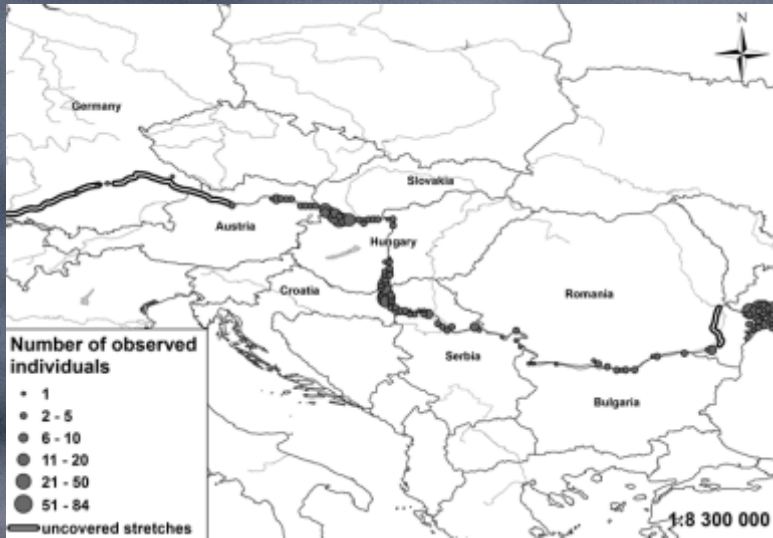 N
Germany
Slovakia
Austria
Hungary
Croatia
Romania
Serbia
Bulgaria
Number of observed
individuals
1
2 - 5
6 - 10
11 - 20
21 - 50
51 - 84
uncovered stretches
1:8 300 000